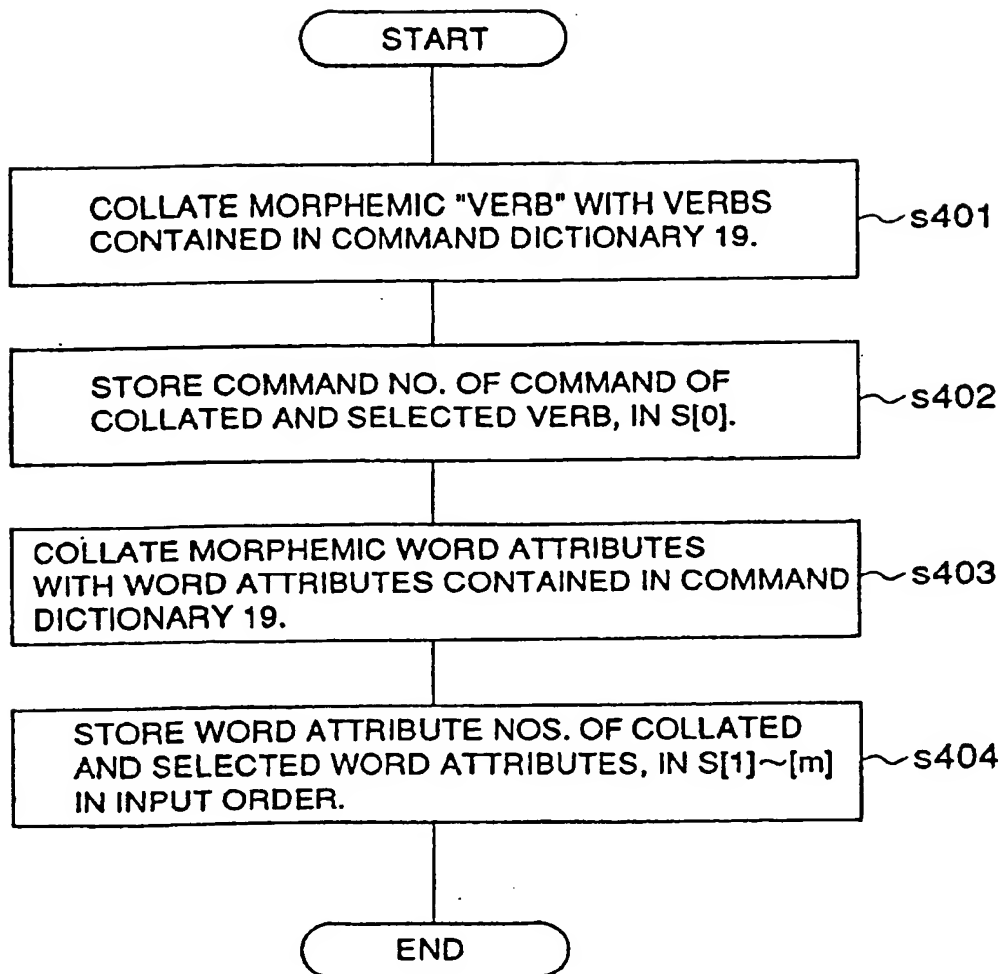 START
COLLATE MORPHEMIC "VERB" WITH VERBS
CONTAINED IN COMMAND DICTIONARY 19.
s401
STORE COMMAND NO. OF COMMAND OF
COLLATED AND SELECTED VERB, IN S[0].
s402
COLLATE MORPHEMIC WORD ATTRIBUTES
WITH WORD ATTRIBUTES CONTAINED IN COMMAND
DICTIONARY 19.
s403
STORE WORD ATTRIBUTE NOS. OF COLLATED
AND SELECTED WORD ATTRIBUTES, IN S[1]~[m]
IN INPUT ORDER.
s404
END